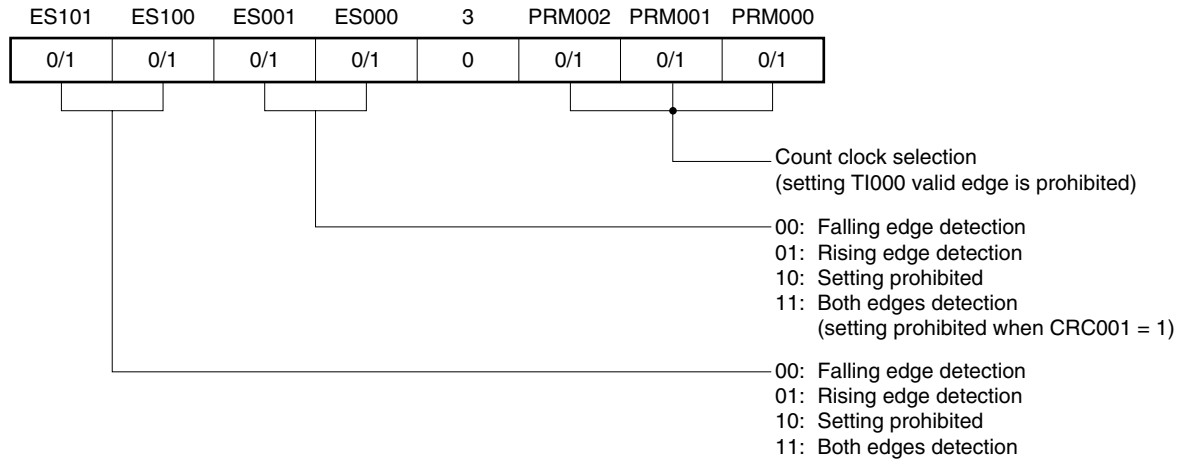 ES101 ES100 ES001 ES000 3 PRM002 PRM001 PRM000
0/1 0/1 0/1 0/1 0 0/1 0/1 0/1
Count clock selection
(setting TI000 valid edge is prohibited)
00: Falling edge detection
01: Rising edge detection
10: Setting prohibited
11: Both edges detection
(setting prohibited when CRC001 = 1)
00: Falling edge detection
01: Rising edge detection
10: Setting prohibited
11: Both edges detection